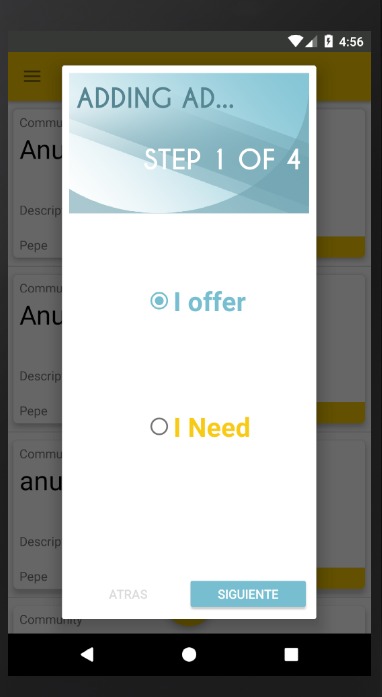 4:56
ADDING AD...
STEP 1 OF 4
I offer
I Need
ATRAS
SIGUIENTE
Commu
Anu
Descrip
Pepe
Commu
Anu
Descrip
Pepe
Commu
anu
Descrip
Pepe
Community